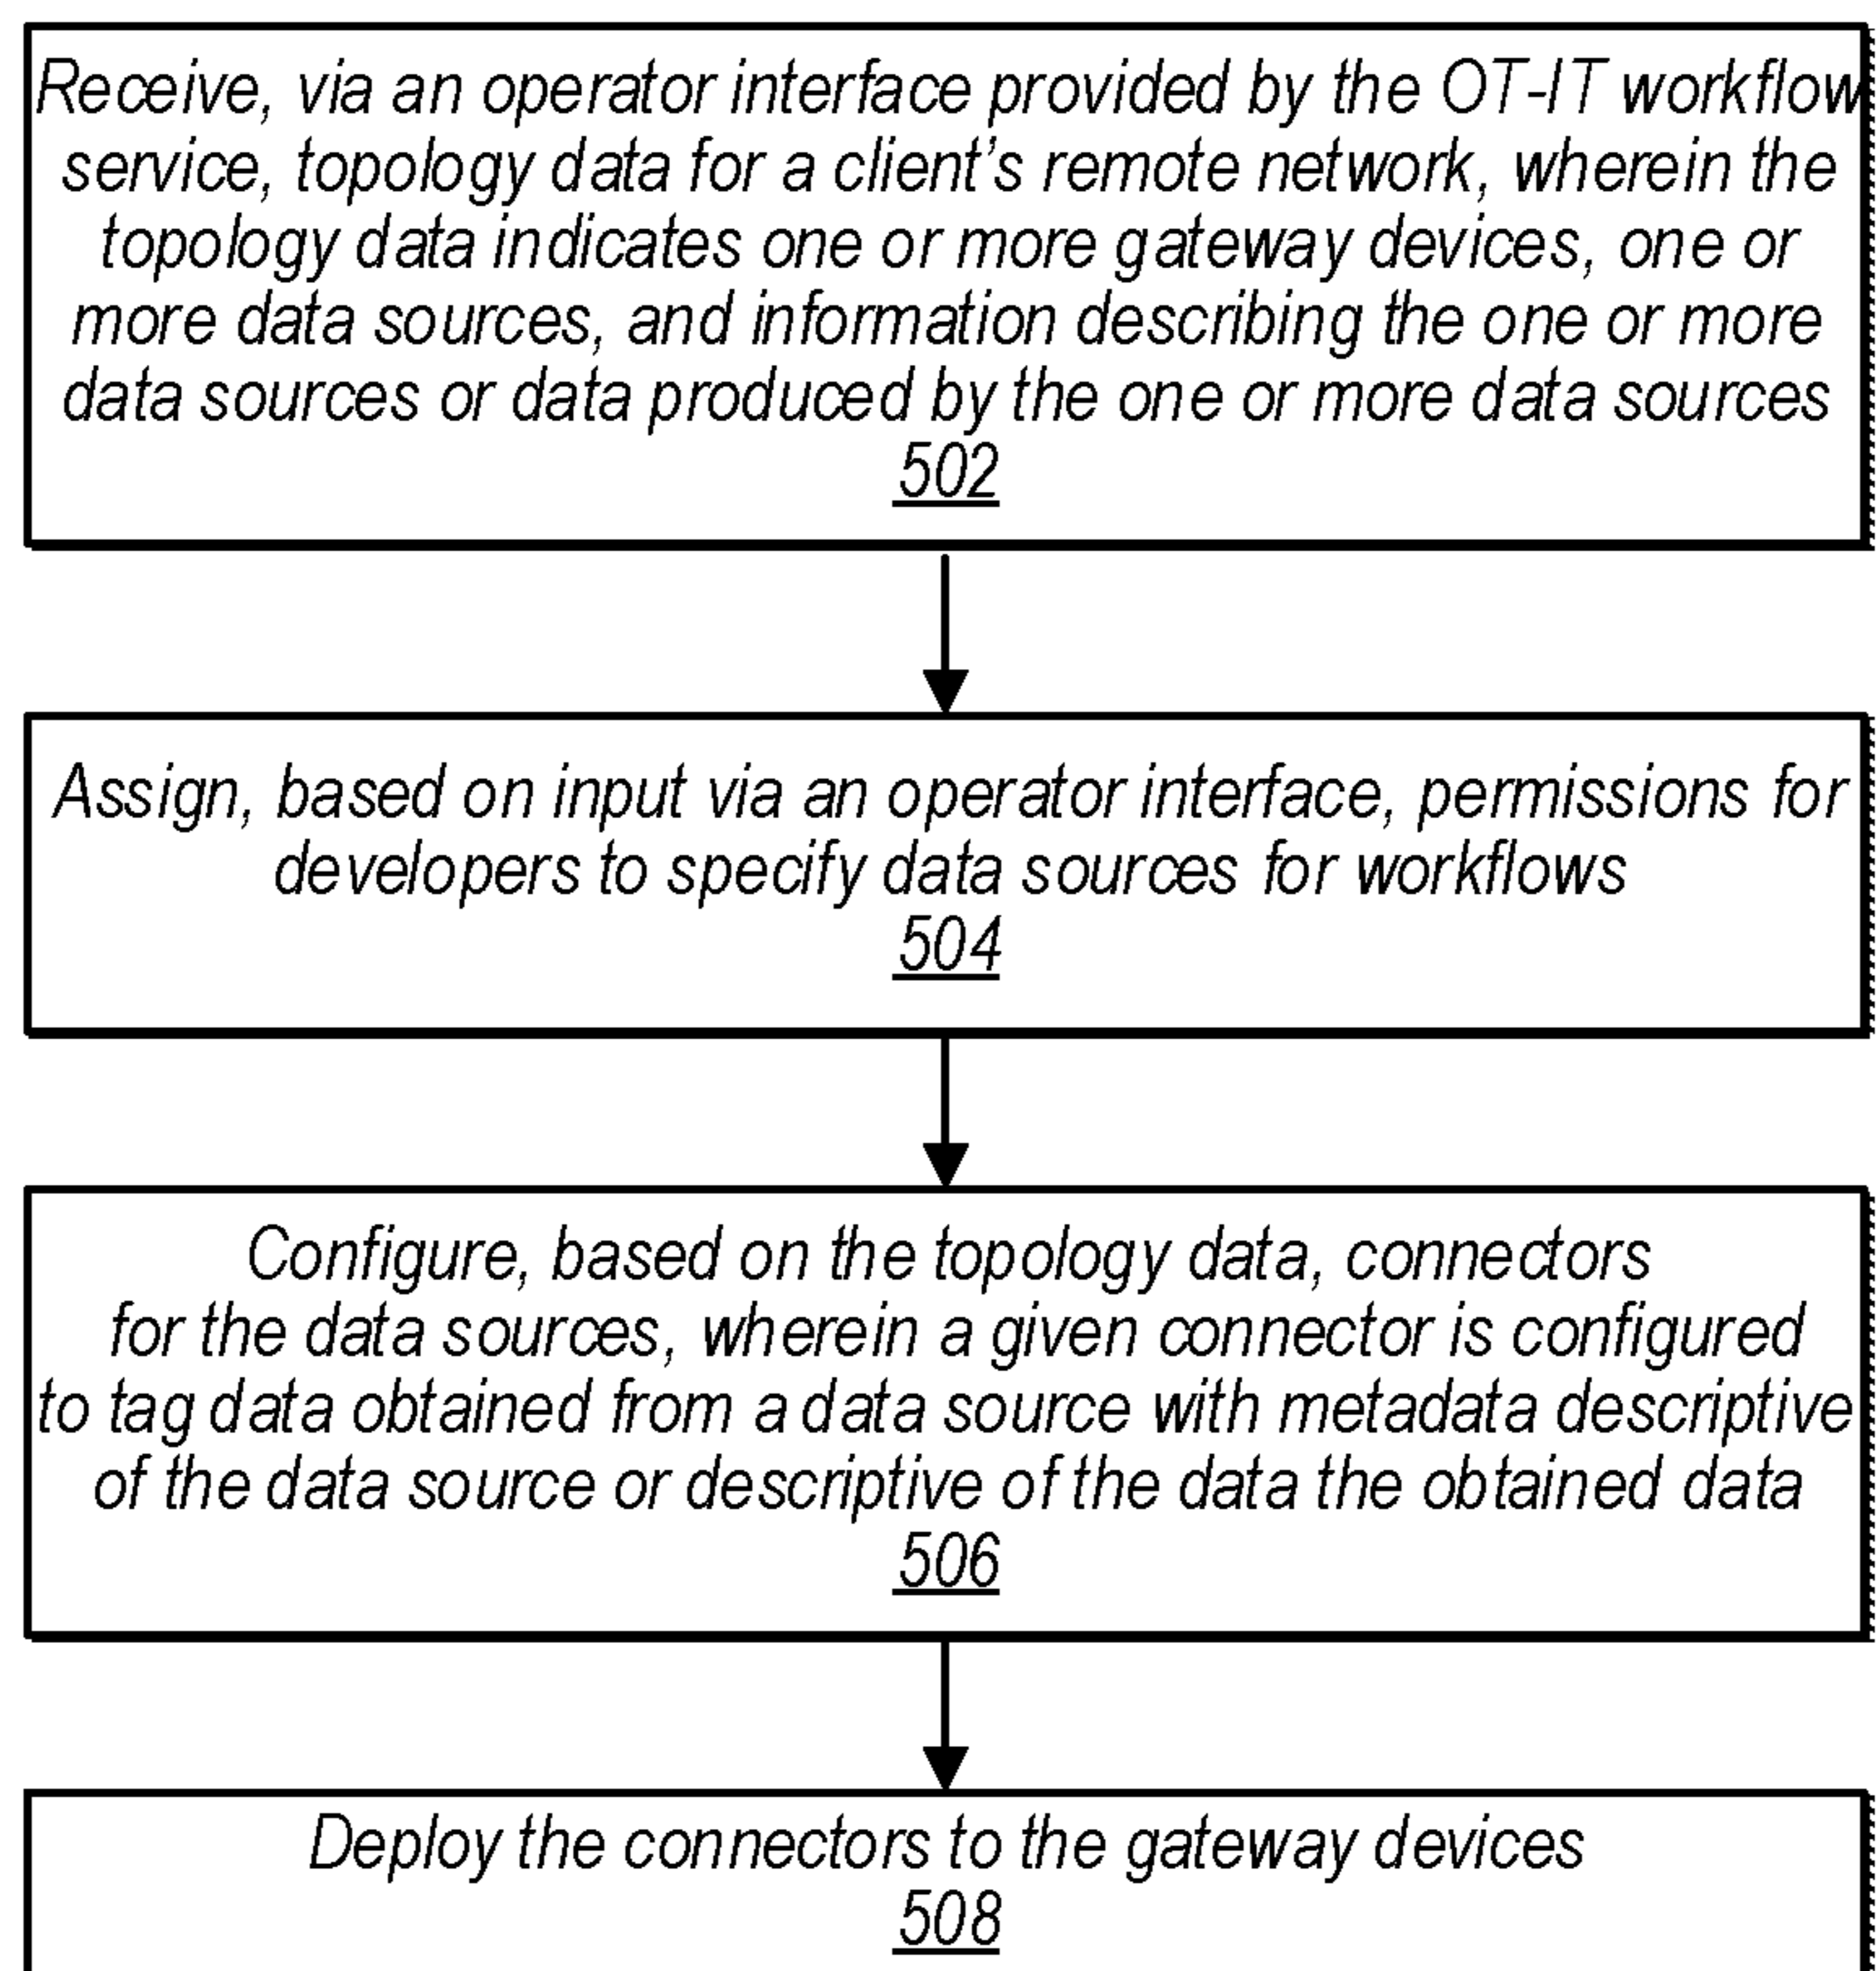 Receive, via an operator interface provided by the OT-IT workflow
service, topology data for a client's remote network, wherein the
topology data indicates one or more gateway devices, one or
more data sources, and information describing the one or more
data sources or data produced by the one or more data sources
502
Assign, based on input via an operator interface, permissions for
developers to specify data sources for workflows
504
Configure, based on the topology data, connectors
for the data sources, wherein a given connector is configured
to tag data obtained from a data source with metadata descriptive
of the data source or descriptive of the data the obtained data
506
Deploy the connectors to the gateway devices
508